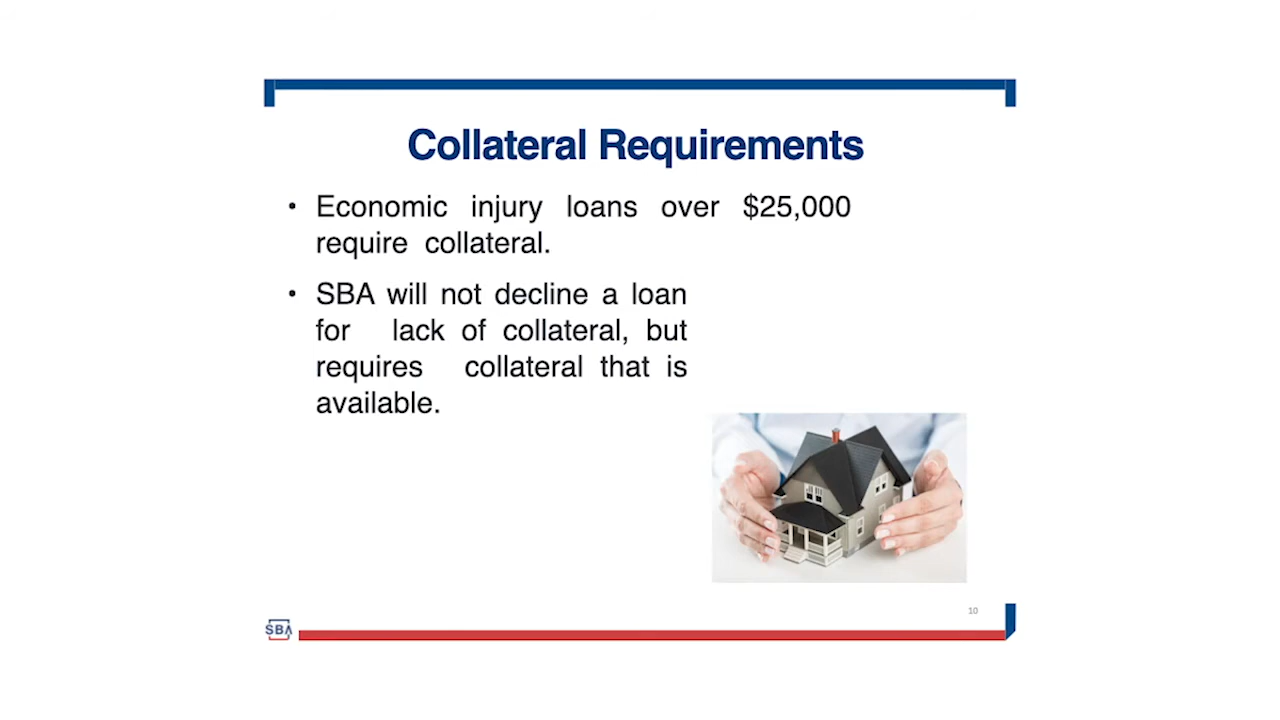 Collateral Requirements
• Economic injury loans over $25,000
require collateral.
• SBA will not decline a loan
for lack of collateral, but
requires collateral that is
available.
10
SBA